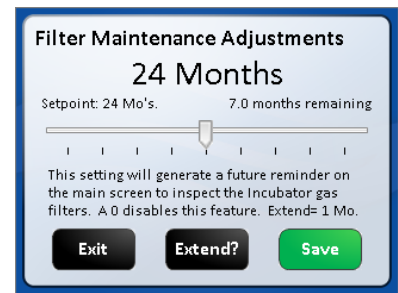 Filter Maintenance Adjustments
24 Months
Setpoint: 24 Mo's. 7.0 months remaining
This setting will generate a future reminder on
the main screen to inspect the Incubator gas
filters. A 0 disables this feature. Extend= 1 Mo.
Exit Extend? Save